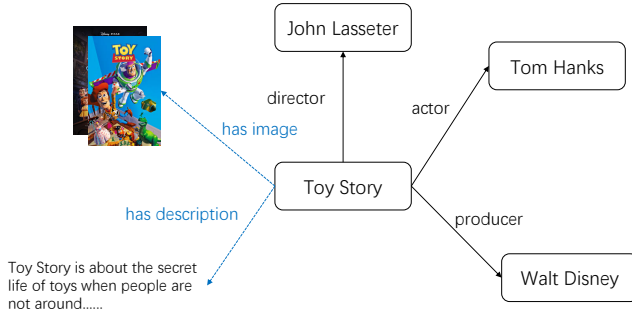 John Lasseter
TOY
STORY
Tom Hanks
director
actor
has image
Toy Story
has description
producer
Toy Story is about the secret
life of toys when people are
not around......
Walt Disney